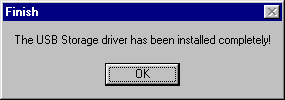 Finish
The USB Storage driver has been installed completely!
OK